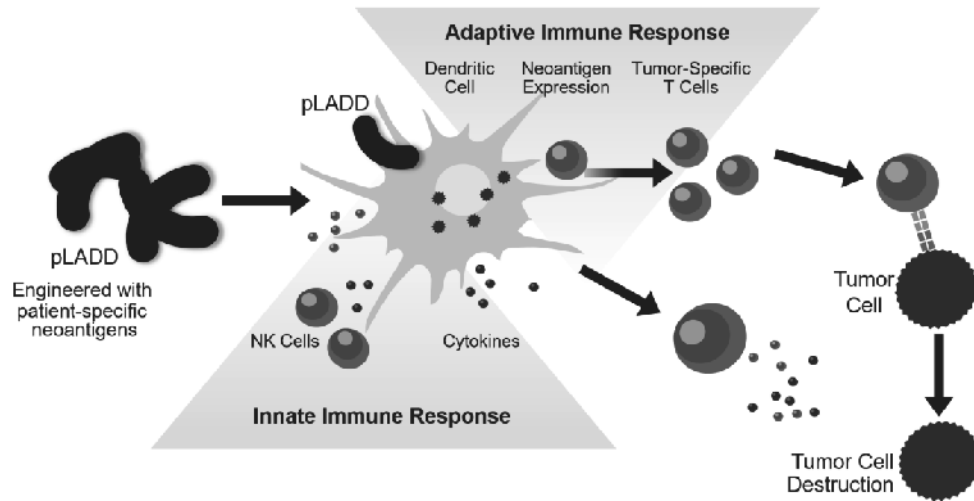 Adaptive Immune Response
Dendritic
Cell
Neoantigen
Expression
Tumor-Specific
T Cells
pLADD
pLADD
Engineered with
patient-specific
neoantigens
NK Cells
Cytokines
Innate Immune Response
Tumor
Cell
Tumor Cell
Destruction